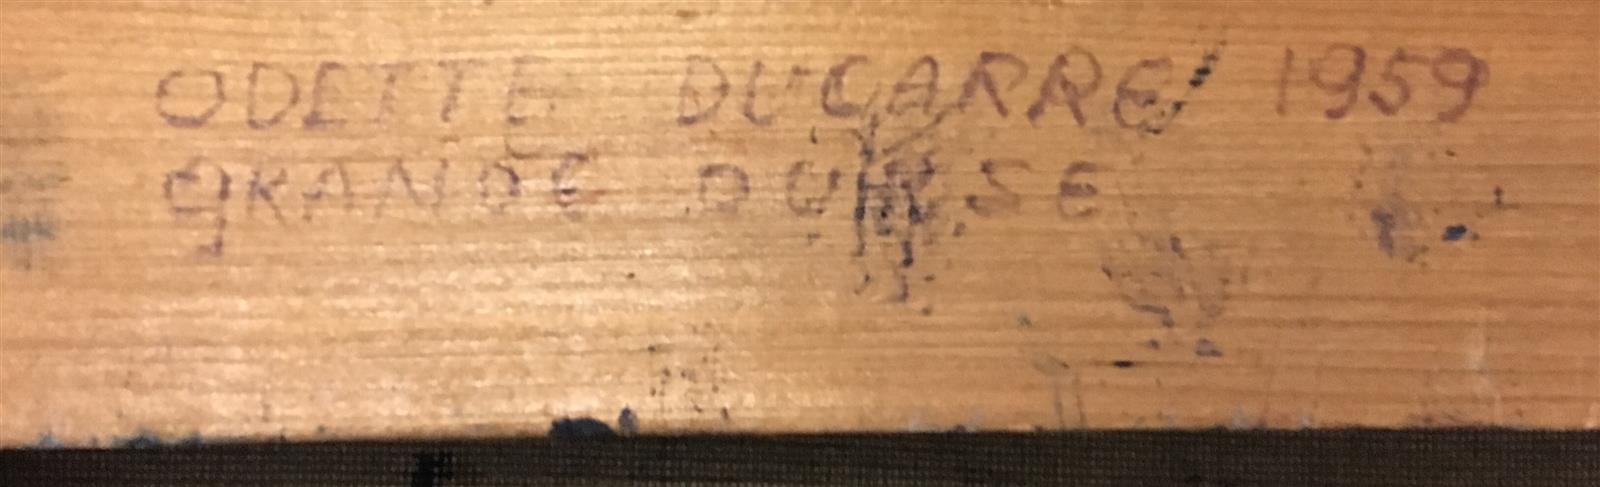 ODETTE DUCARRE 1959
GRANDE OURSE